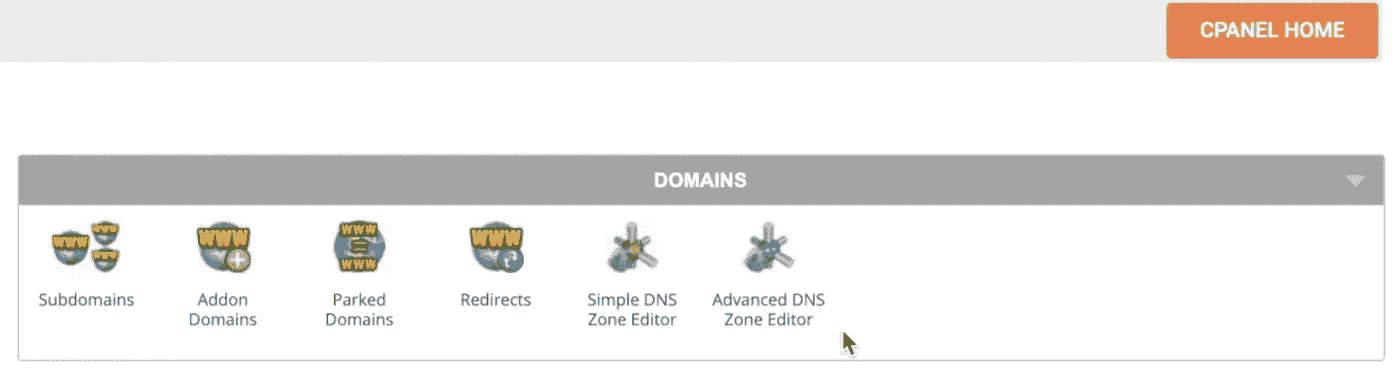 CPANEL HOME
DOMAINS
WWW
WWW
WWW
WWW
WWW
WWW
WWW
Subdomains
Addon
Domains
Parked
Domains
Redirects
Simple DNS
Zone Editor
Advanced DNS
Zone Editor